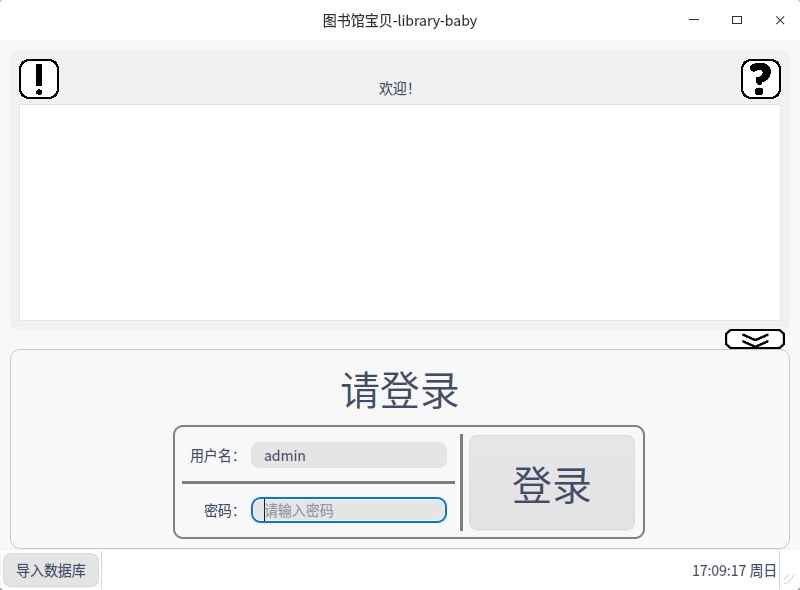 图书馆宝贝-library-baby
! ?
欢迎！
请登录
用户名： admin
密码： 请输入密码
登录
导入数据库
17:09:17 周日